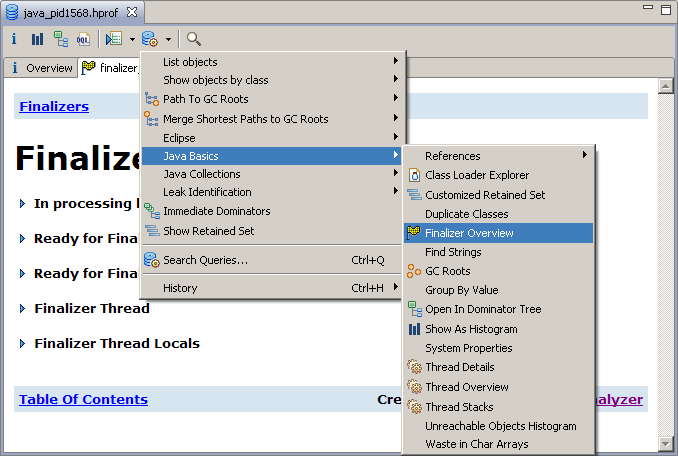 java_pid1568.hprof
i
OQL
i Overview
finalizer_
Finalizers
Finalize
In processing
Ready for Fina
Ready for Fina
Finalizer Thread
Finalizer Thread Locals
Table Of Contents
Cre
alyzer
List objects
Show objects by class
Path To GC Roots
Merge Shortest Paths to GC Roots
Eclipse
Java Basics
Java Collections
Leak Identification
Immediate Dominators
Show Retained Set
Search Queries... Ctrl+Q
History Ctrl+H
References
Class Loader Explorer
Customized Retained Set
Duplicate Classes
Finalizer Overview
Find Strings
GC Roots
Group By Value
Open In Dominator Tree
Show As Histogram
System Properties
Thread Details
Thread Overview
Thread Stacks
Unreachable Objects Histogram
Waste in Char Arrays